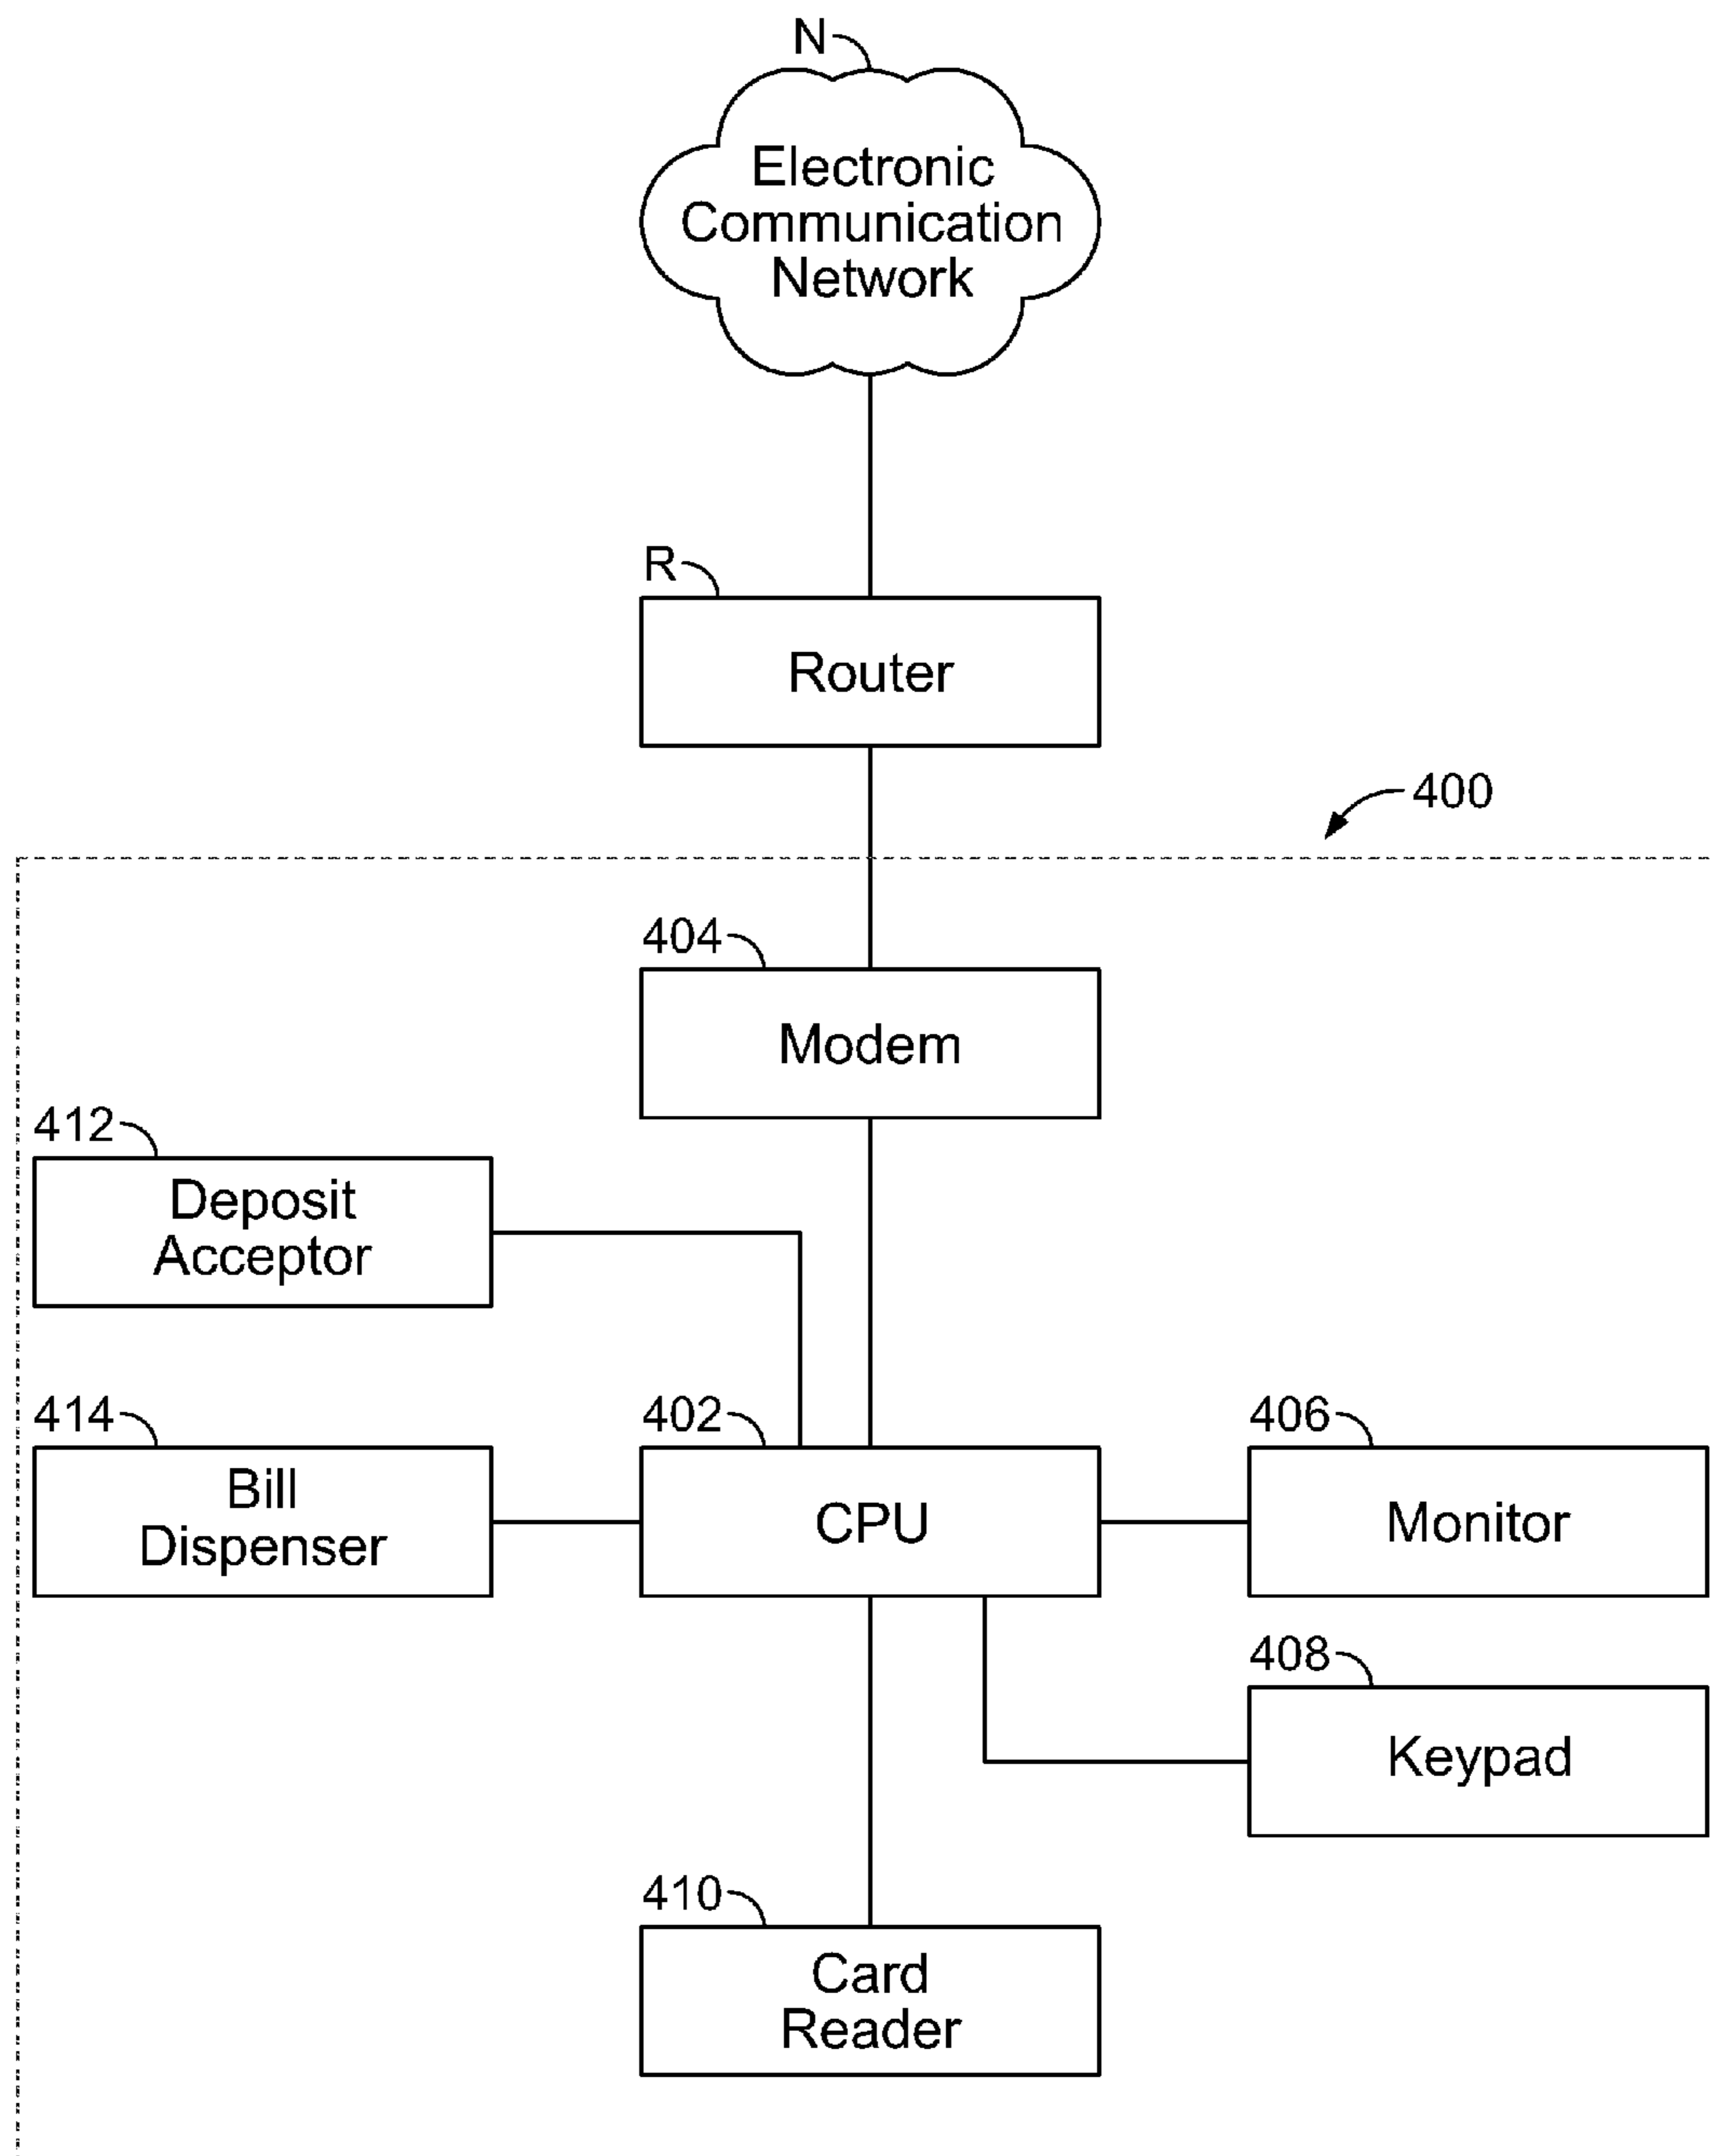 N
Electronic
Communication
Network
R
Router
400
404
Modem
412
Deposit
Acceptor
414
Bill
Dispenser
402
CPU
406
Monitor
408
Keypad
410
Card
Reader